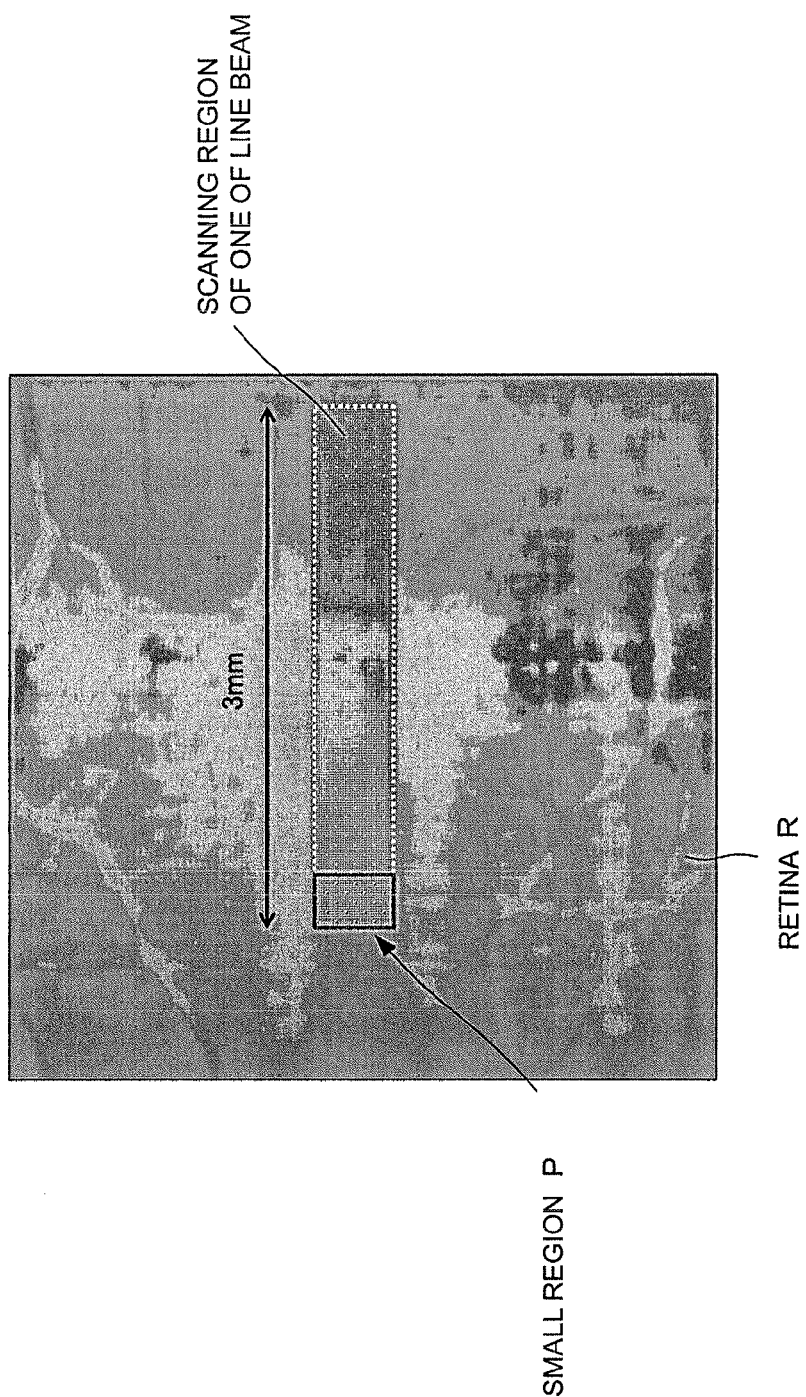 SCANNING REGION
OF ONE OF LINE BEAM
3mm
RETINA R
SMALL REGION P